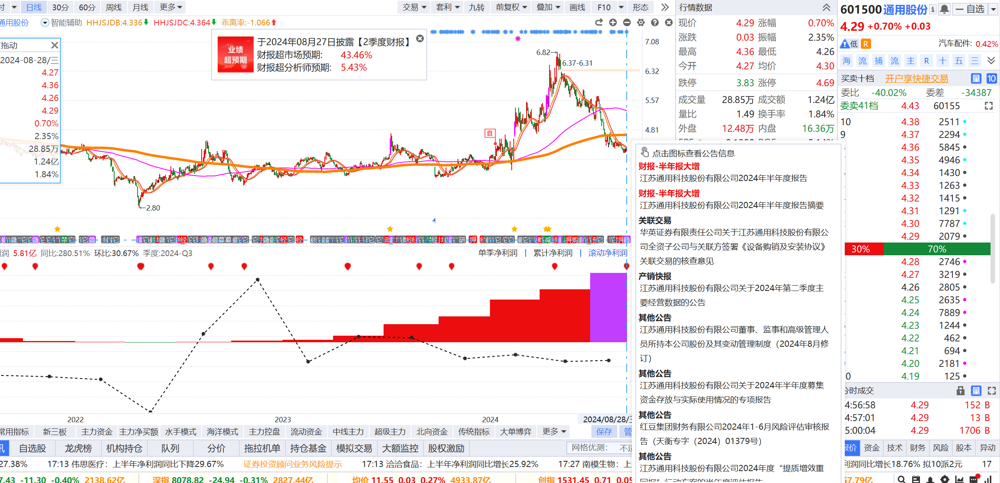 日线 30分 60分 周线 月线 更多
交易 套利 九转 前复权 叠加 画线 F10 形态
通用股份 智能辅助 HHJSJDB:4.336 HHJSJDC:4.364 乖离率:-1.066
拖动
2024-08-28/三
4.27
4.36
4.26
4.29
0.70%
2.35%
28.85万
1.24亿
1.84%
业绩
超预期
于2024年08月27日披露【2季度财报】
财报超市场预期: 43.46%
财报超分析师预期: 5.43%
6.82→
6.37-6.31
自
←2.80
7.08
6.32
5.57
4.81
润 5.81亿 同比:280.51% 环比:30.67% 季度:2024-Q3
单季净利润 累计净利润 滚动净利润
2022 2023 2024 2024/08/28/三
常用指标 新三板 主力资金 主力净买额 水手模式 海洋模式 主力控盘 流动资金 中线主力 超级主力 北向资金 传统指标 大单博弈 更多 保存 管
讯 自选股 龙虎榜 机构持仓 队列 分价 拖拉机单 持仓基金 模拟交易 大额监控 股权激励 网格优测:
27.38% 17:13 伟思医疗：上半年净利润同比下降29.67% 证券投资顾问业务风险提示 17:13 洽洽食品：上半年净利润同比增长25.92% 17:27 南模生物：上
7.43 -11.30 -0.40% 2138.62亿 深指 8078.82 -24.94 -0.31% 2827.44亿 均价 11.55 0.03 0.27% 4933.87亿 创指 1531.45 0.71 0.05
行情数据
现价 4.29 涨幅 0.70%
涨跌 0.03 振幅 2.35%
最高 4.36 最低 4.26
今开 4.27 均价 4.30
跌停 3.83 涨停 4.69
成交量 28.85万 成交额 1.24亿
量比 1.49 换手率 1.84%
外盘 12.48万 内盘 16.36万
点击图标查看公告信息
财报-半年报大增
江苏通用科技股份有限公司2024年半年度报告
财报-半年报大增
江苏通用科技股份有限公司2024年半年度报告摘要
关联交易
华英证券有限责任公司关于江苏通用科技股份有限公
司全资子公司与关联方签署《设备购销及安装协议》
关联交易的核查意见
产销快报
江苏通用科技股份有限公司关于2024年第二季度主
要经营数据的公告
其他公告
江苏通用科技股份有限公司董事、监事和高级管理人
员所持本公司股份及其变动管理制度（2024年8月修
订）
其他公告
江苏通用科技股份有限公司关于2024年半年度募集
资金存放与实际使用情况的专项报告
其他公告
红豆集团财务有限公司2024年1-6月风险评估审核报
告（天衡专字（2024）01379号）
其他公告
江苏通用科技股份有限公司2024年度“提质增效重
回报”行动方案的半年度评估报告
601500 通用股份 自选
4.29 +0.70% +0.03
低 R 汽车配件: 0.42%
海 流 捕 流 主 R 十 五 三
买卖十档 开户享快捷交易 量 10
委比 -40.02% 委差 -34387
委卖41档 4.43 60155
10 4.38 2511
9 4.37 2294
4.36 5845
4.35 4946
4.34 1430
4.33 1263
4.32 1415
4.31 1291
4.30 7787
4.29 2079
30% 70%
4.28 2746
4.27 3219
4.26 2805
4.25 2635
4.24 7889
4.23 1244
4.22 462
4.21 694
4.20 2181
0 4.19 125
分时成交 量
4:56:58 4.29 152 B
4:57:01 4.29 13 B
5:00:04 4.29 1706 B
报价 资金 技术 财务 风险 股本 异动
利润同比增长18.76% 拟10派2元 17
57.79亿